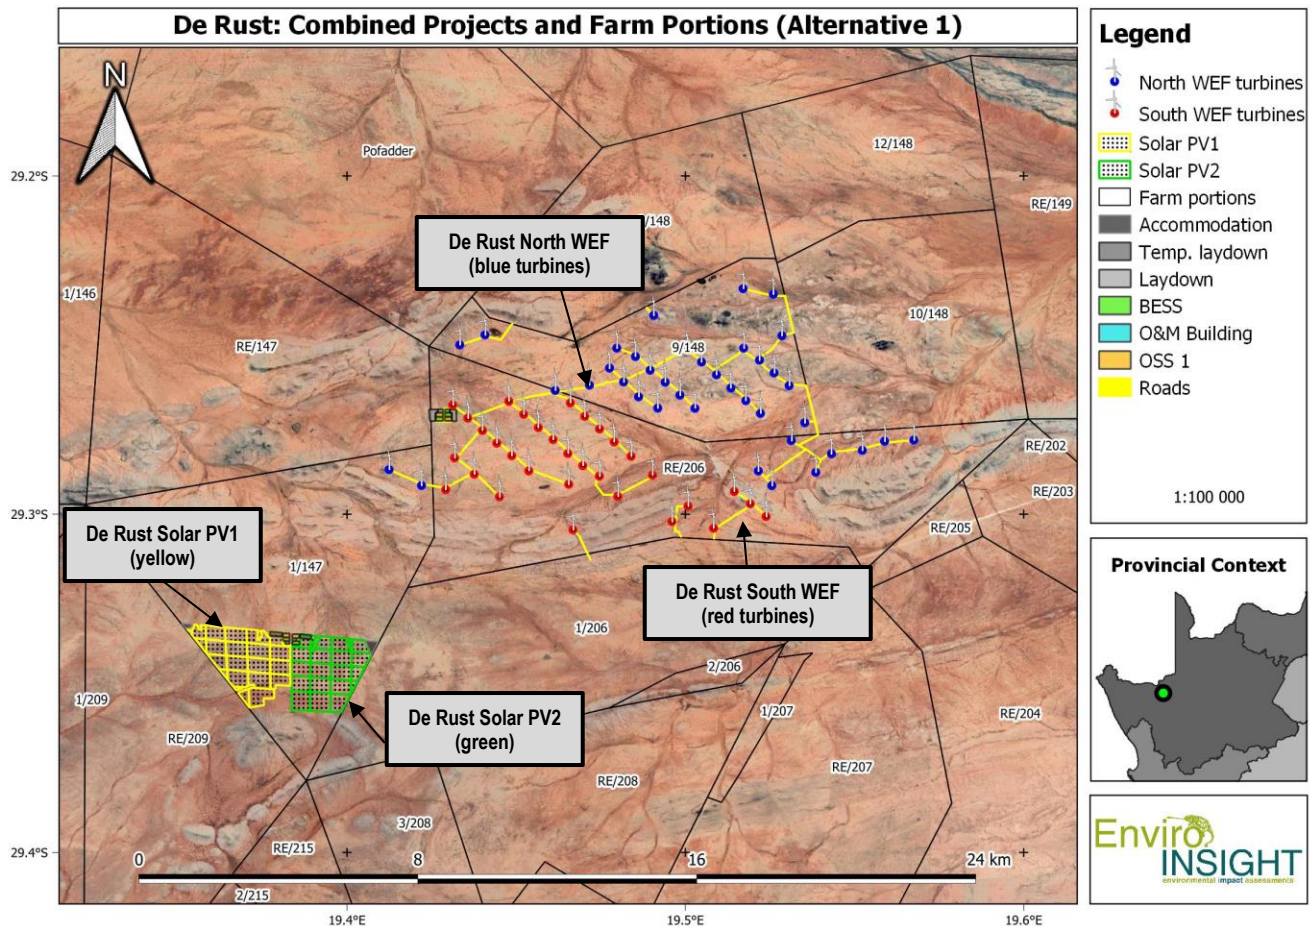 De Rust: Combined Projects and Farm Portions (Alternative 1)
N
Pofadder
12/148
29.2°S
RE/149
/148
De Rust North WEF
(blue turbines)
1/146
10/148
RE/147
9/148
RE/202
RE/206
RE/203
29.3°S
RE/205
De Rust Solar PV1
(yellow)
1/147
De Rust South WEF
(red turbines)
1/206
2/206
1/209
1/207
De Rust Solar PV2
(green)
RE/204
RE/209
RE/208
RE/207
3/208
RE/215
29.4°S
0
8
16
24 km
2/215
19.4°E
19.5°E
19.6°E
Legend
North WEF turbines
South WEF turbines
Solar PV1
Solar PV2
Farm portions
Accommodation
Temp. laydown
Laydown
BESS
O&M Building
OSS 1
Roads
1:100 000
Provincial Context
Enviro
INSIGHT
environmental impact assessments